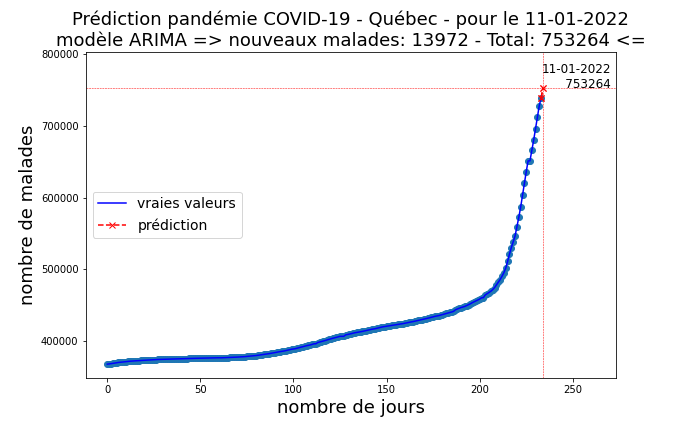 Prédiction pandémie COVID-19 - Québec - pour le 11-01-2022
modèle ARIMA => nouveaux malades: 13972 - Total: 753264 <=
800000
700000
600000
500000
400000
nombre de malades
11-01-2022
753264
vraies valeurs
prédiction
0
50
100
150
200
250
nombre de jours